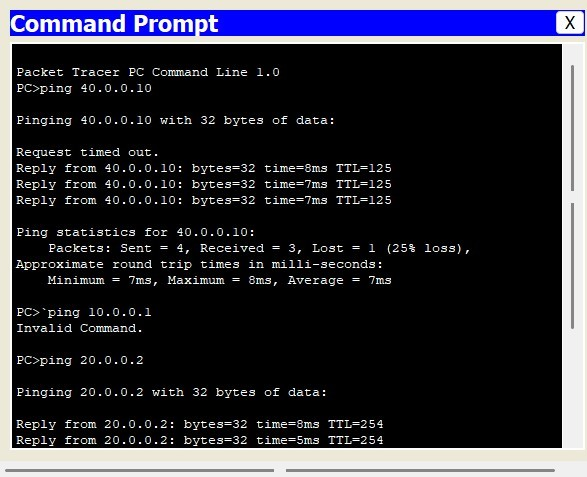 Command Prompt
X
Packet Tracer PC Command Line 1.0
PC>ping 40.0.0.10
Pinging 40.0.0.10 with 32 bytes of data:
Request timed out.
Reply from 40.0.0.10: bytes=32 time=8ms TTL=125
Reply from 40.0.0.10: bytes=32 time=7ms TTL=125
Reply from 40.0.0.10: bytes=32 time=7ms TTL=125
Ping statistics for 40.0.0.10:
Packets: Sent = 4, Received = 3, Lost = 1 (25% loss),
Approximate round trip times in milli-seconds:
Minimum = 7ms, Maximum = 8ms, Average = 7ms
PC>`ping 10.0.0.1
Invalid Command.
PC>ping 20.0.0.2
Pinging 20.0.0.2 with 32 bytes of data:
Reply from 20.0.0.2: bytes=32 time=8ms TTL=254
Reply from 20.0.0.2: bytes=32 time=5ms TTL=254